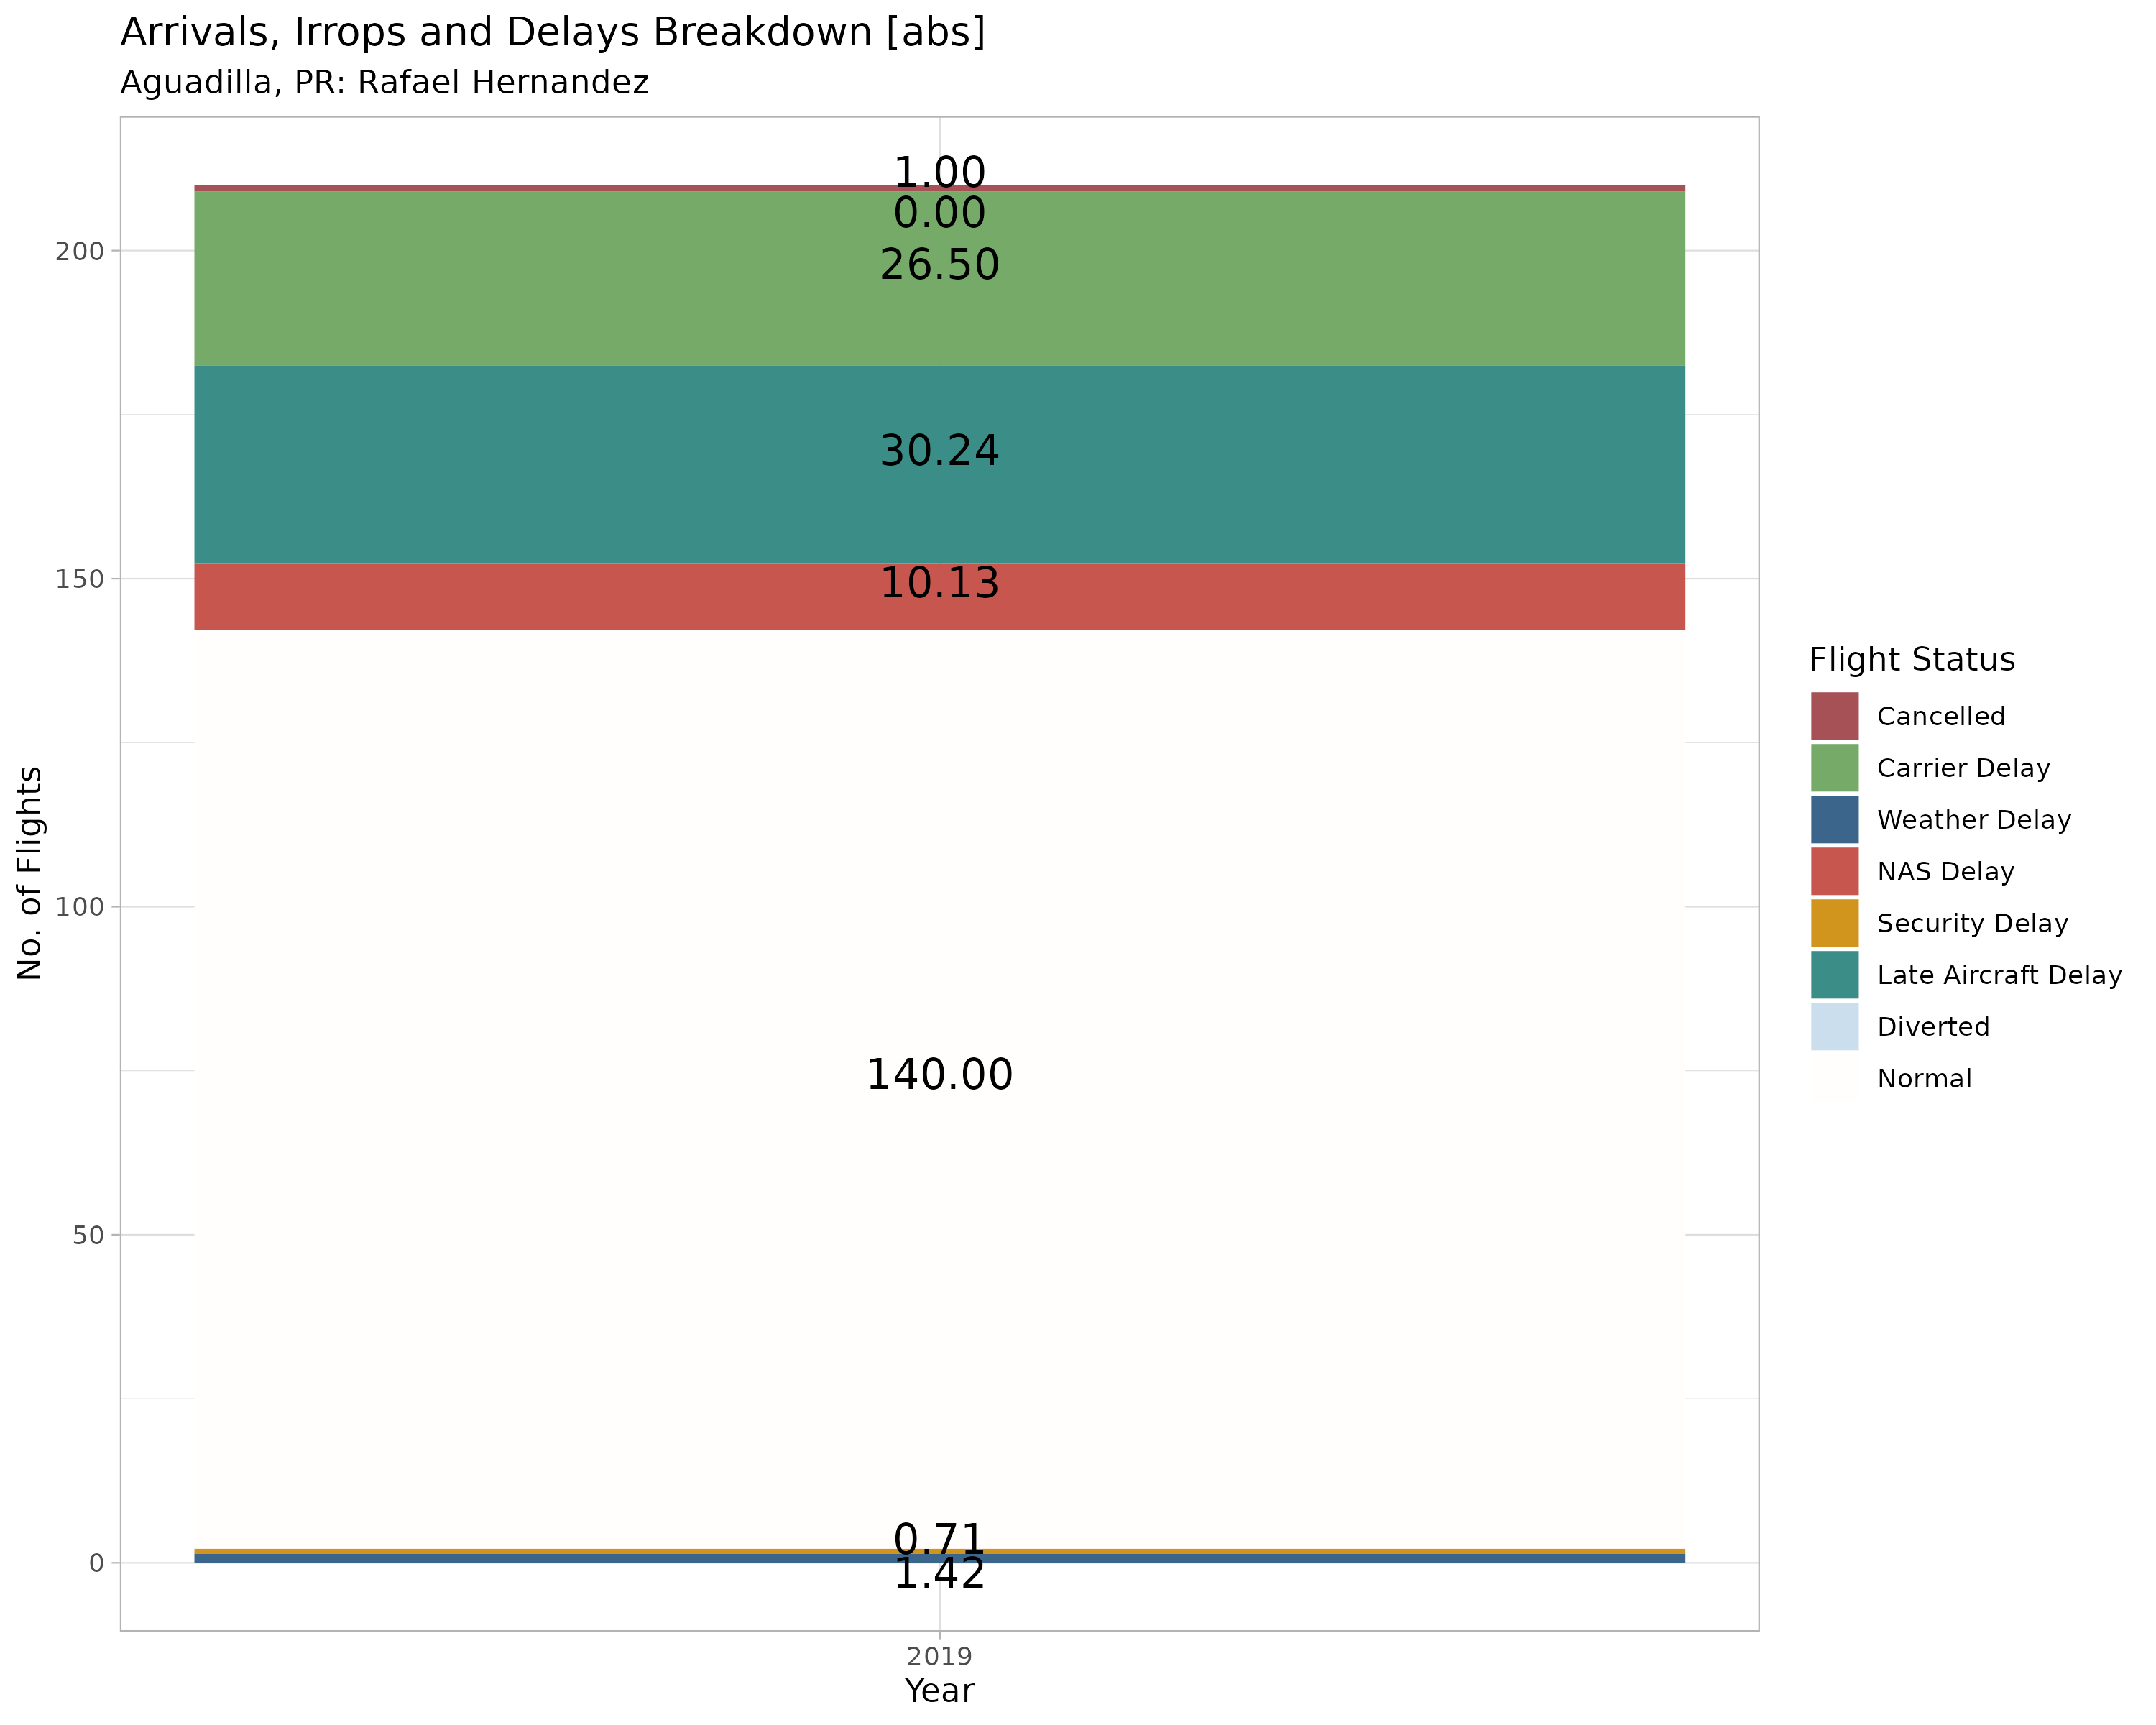 Arrivals, Irrops and Delays Breakdown [abs]
Aguadilla, PR: Rafael Hernandez
No. of Flights
200
150
100
50
0
1.00
0.00
26.50
30.24
10.13
140.00
0.71
1.42
2019
Year
Flight Status
Cancelled
Carrier Delay
Weather Delay
NAS Delay
Security Delay
Late Aircraft Delay
Diverted
Normal